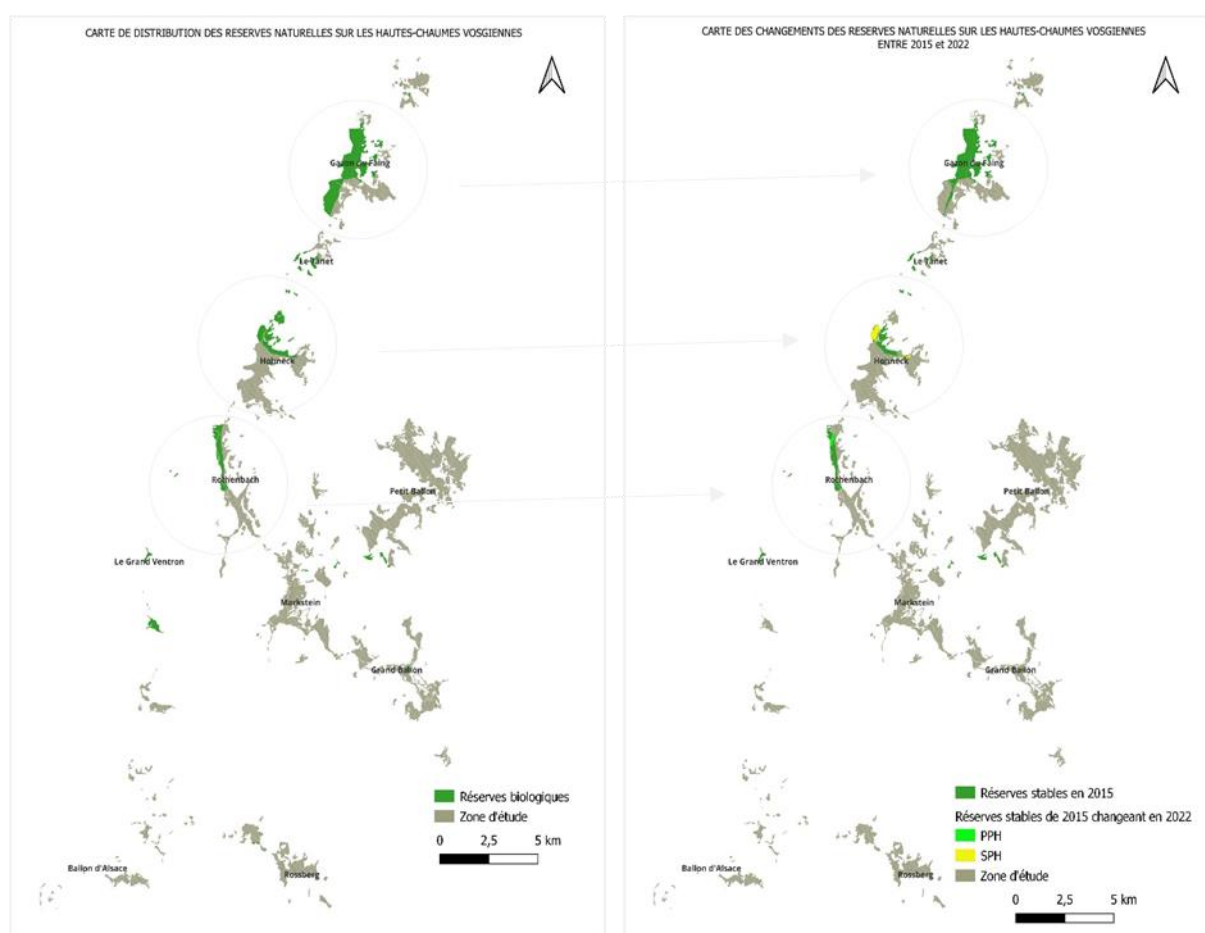 CARTE DE DISTRIBUTION DES RESERVES NATURELLES SUR LES HAUTES-CHAUMES VOSGIENNES
Gazon du Faing
Le Tanet
Hohneck
Rothenbach
Petit Ballon
Le Grand Ventron
Markstein
Grand Ballon
Réserves biologiques
Zone d'étude
0 2,5 5 km
Ballon d'Alsace
Rossberg
CARTE DES CHANGEMENTS DES RESERVES NATURELLES SUR LES HAUTES-CHAUMES VOSGIENNES
ENTRE 2015 et 2022
Gazon du Faing
Le Tanet
Hohneck
Rothenbach
Petit Ballon
Le Grand Ventron
Markstein
Grand Ballon
Réserves stables en 2015
Réserves stables de 2015 changeant en 2022
PPH
SPH
Zone d'étude
Ballon d'Alsace
Rossberg
0 2,5 5 km